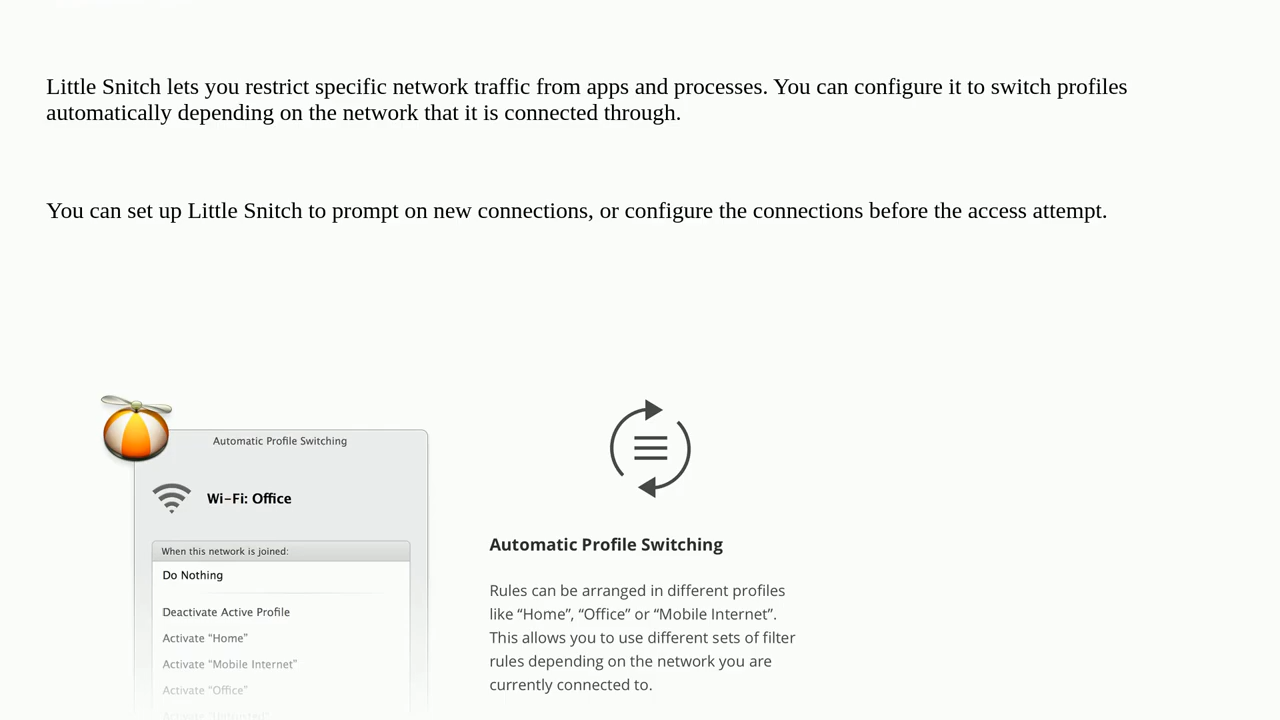 Little Snitch lets you restrict specific network traffic from apps and processes. You can configure it to switch profiles
automatically depending on the network that it is connected through.
You can set up Little Snitch to prompt on new connections, or configure the connections before the access attempt.
Automatic Profile Switching
Wi-Fi: Office
When this network is joined:
Do Nothing
Deactivate Active Profile
Activate “Home”
Activate “Mobile Internet”
Activate “Office”
Automatic Profile Switching
Rules can be arranged in different profiles
like “Home”, “Office” or “Mobile Internet”.
This allows you to use different sets of filter
rules depending on the network you are
currently connected to.